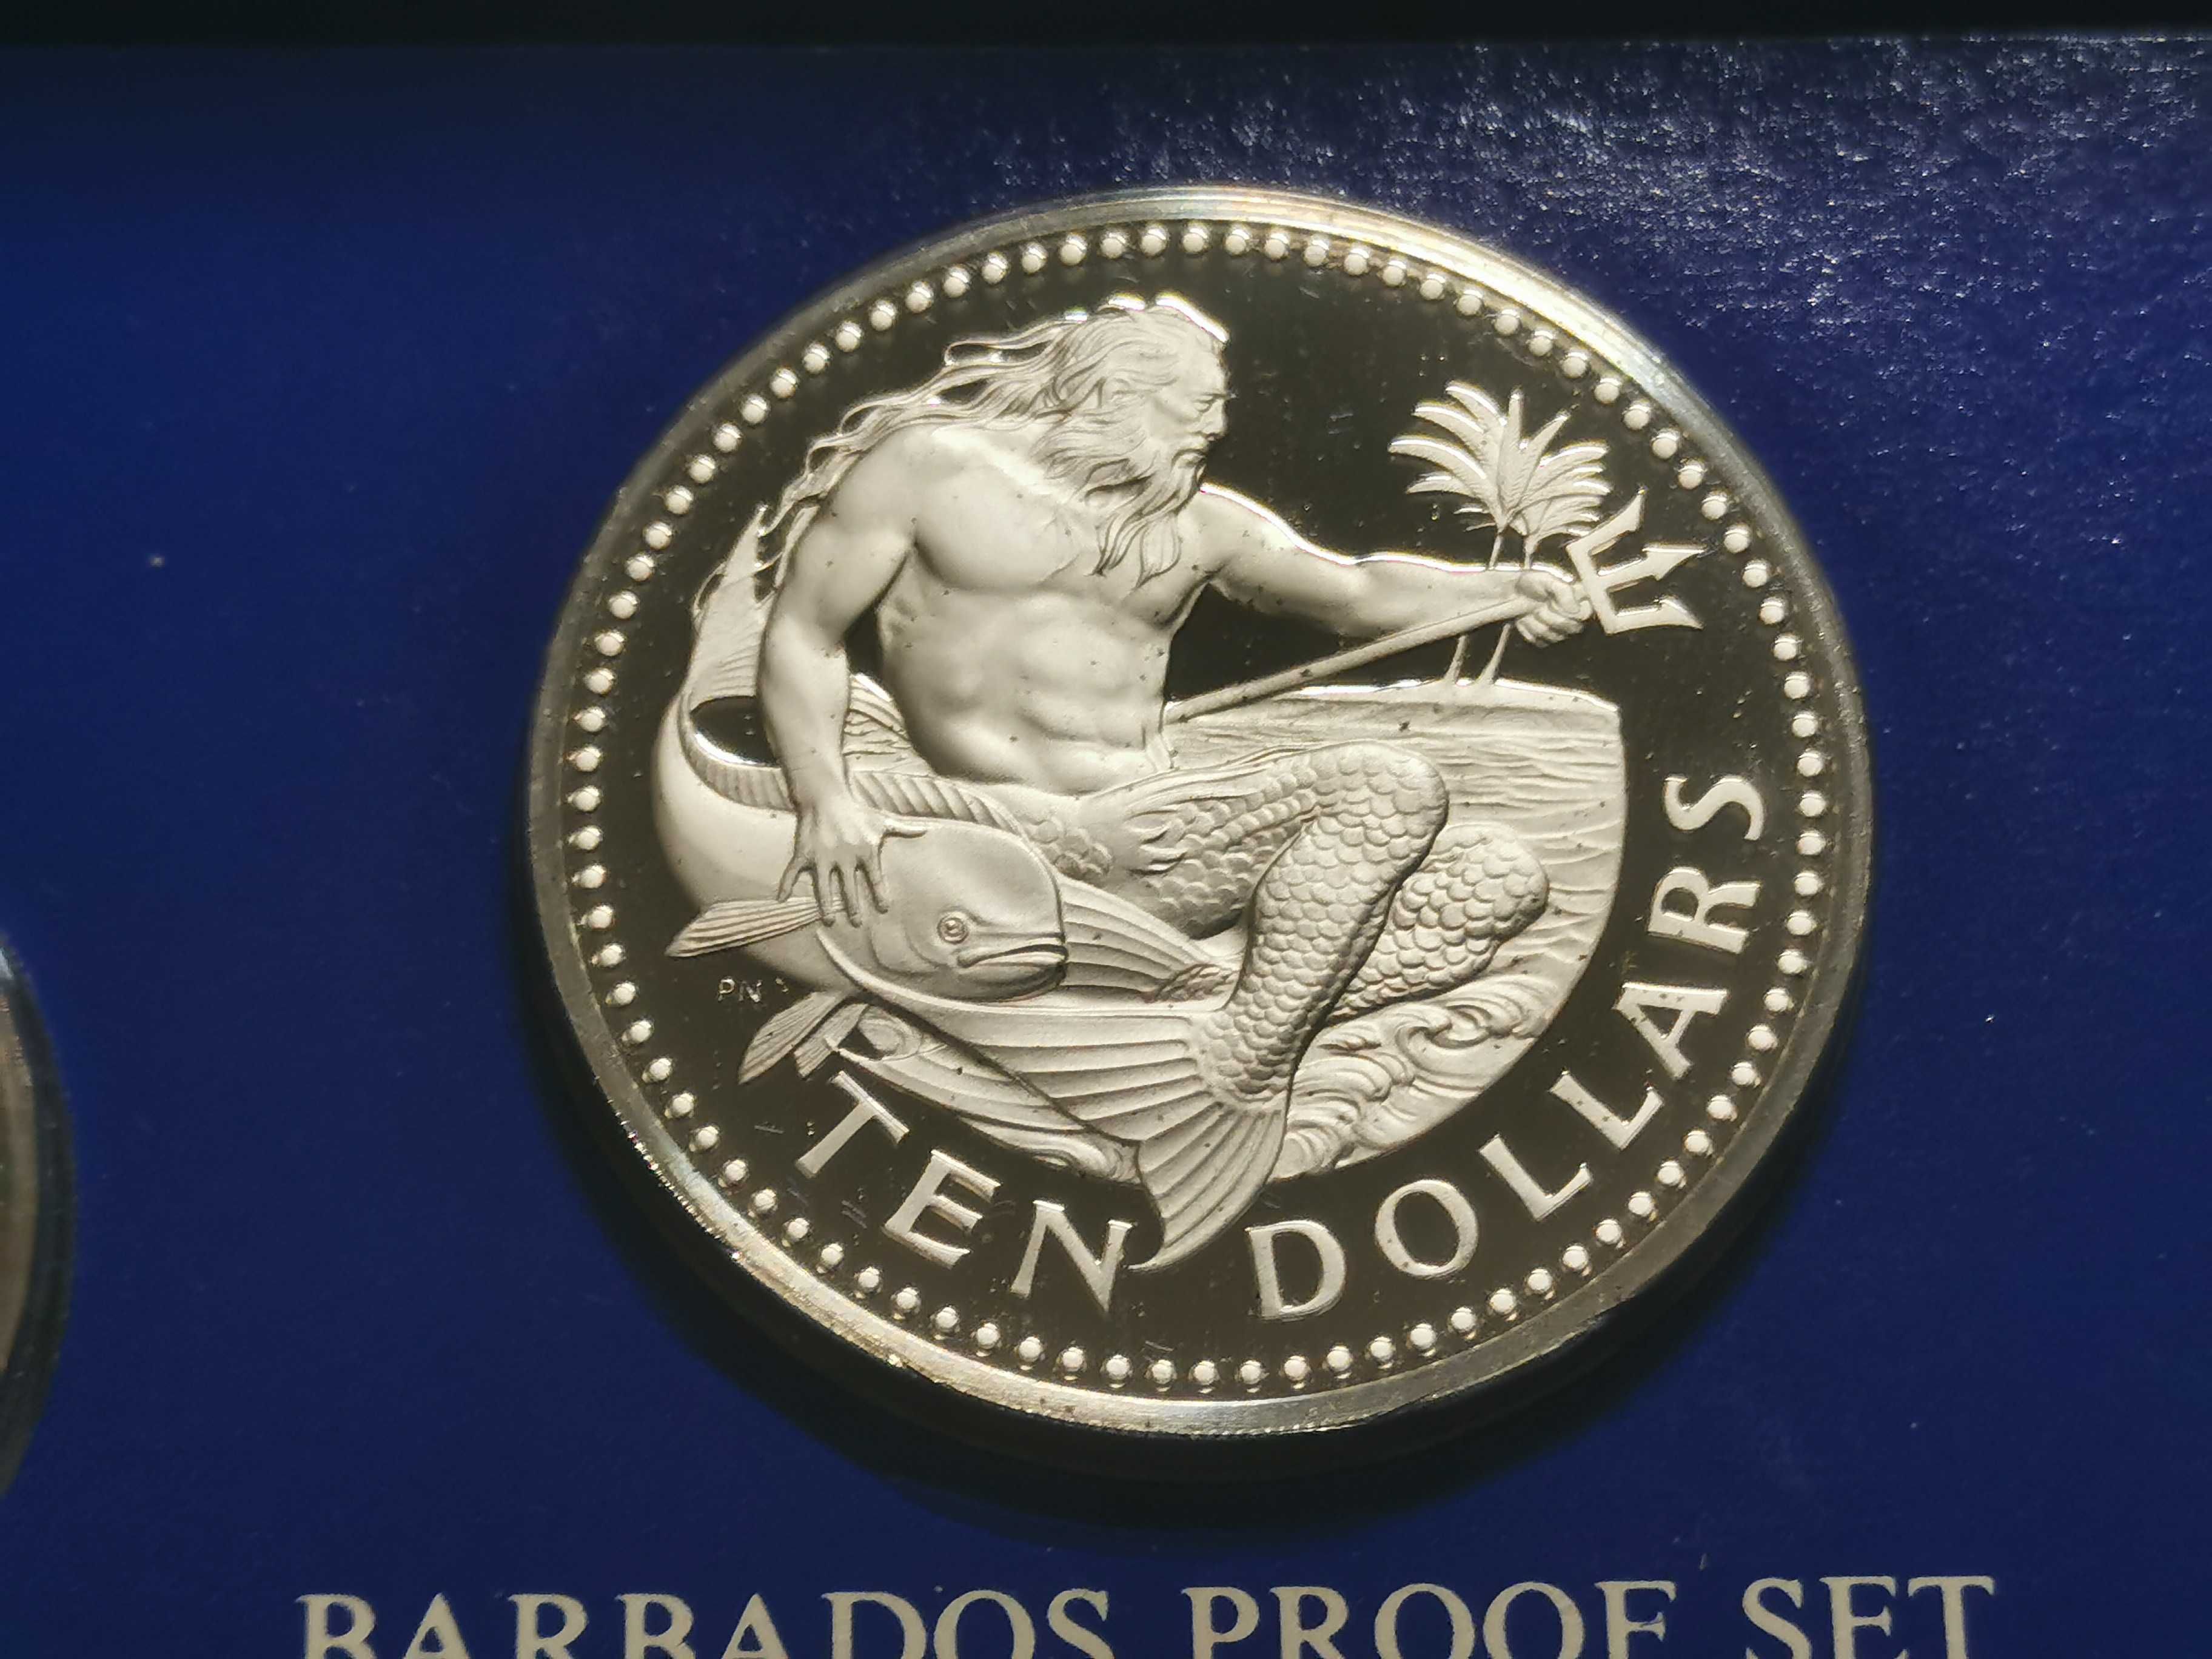 PN
TEN DOLLARS
BARBADOS PROOF SET